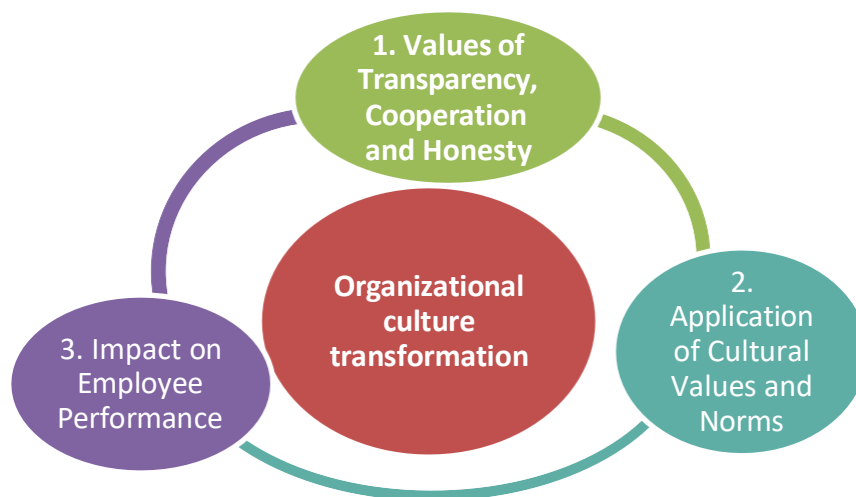 1. Values of
Transparency,
Cooperation
and Honesty
Organizational
culture
transformation
2.
Application
of Cultural
Values and
Norms
3. Impact on
Employee
Performance